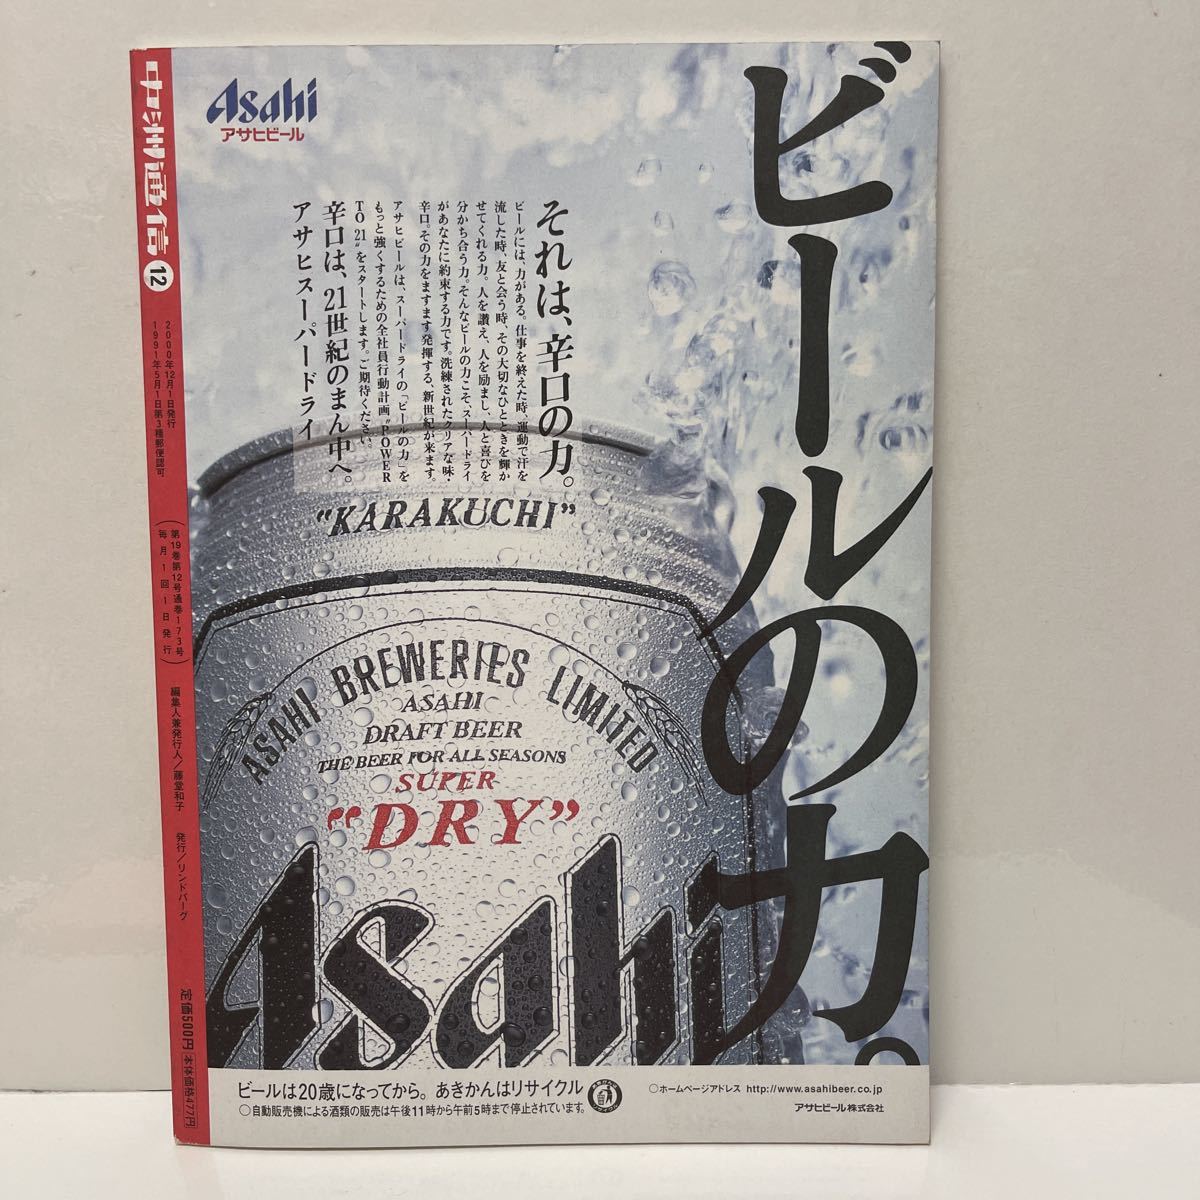 中洲通信 12
2000年12月1日発行
1991年5月1日第3種郵便認可
(第19巻第12号通巻173号)
(毎月1回1日発行)
編集人兼発行人/藤堂和子
発行/リンドバーグ
定価500円 本体価格477円
Asahi
アサヒビール
ビールの力。
それは、辛口の力。
ビールには、力がある。仕事を終えた時、運動で汗を
流した時、友と会う時、その大切なひとときを輝か
せてくれる力。人を讃え、人を励まし、人と喜びを
分かち合う力。そんなビールの力こそ、スーパードライ
があなたに約束する力です。洗練されたクリアな味・
辛口。その力をますます発揮する、新世紀が来ます。
アサヒビールは、スーパードライの「ビールの力」を
もっと強くするための全社員行動計画“POWER
TO 21”をスタートします。ご期待ください。
辛口は、21世紀のまん中へ。
アサヒスーパードライ
“KARAKUCHI”
ASAHI BREWERIES LIMITED
ASAHI
DRAFT BEER
THE BEER FOR ALL SEASONS
SUPER
“DRY”
Asahi
ビールは20歳になってから。あきかんはリサイクル
○自動販売機による酒類の販売は午後11時から午前5時まで停止されています。
○ホームページアドレス http://www.asahibeer.co.jp
アサヒビール株式会社